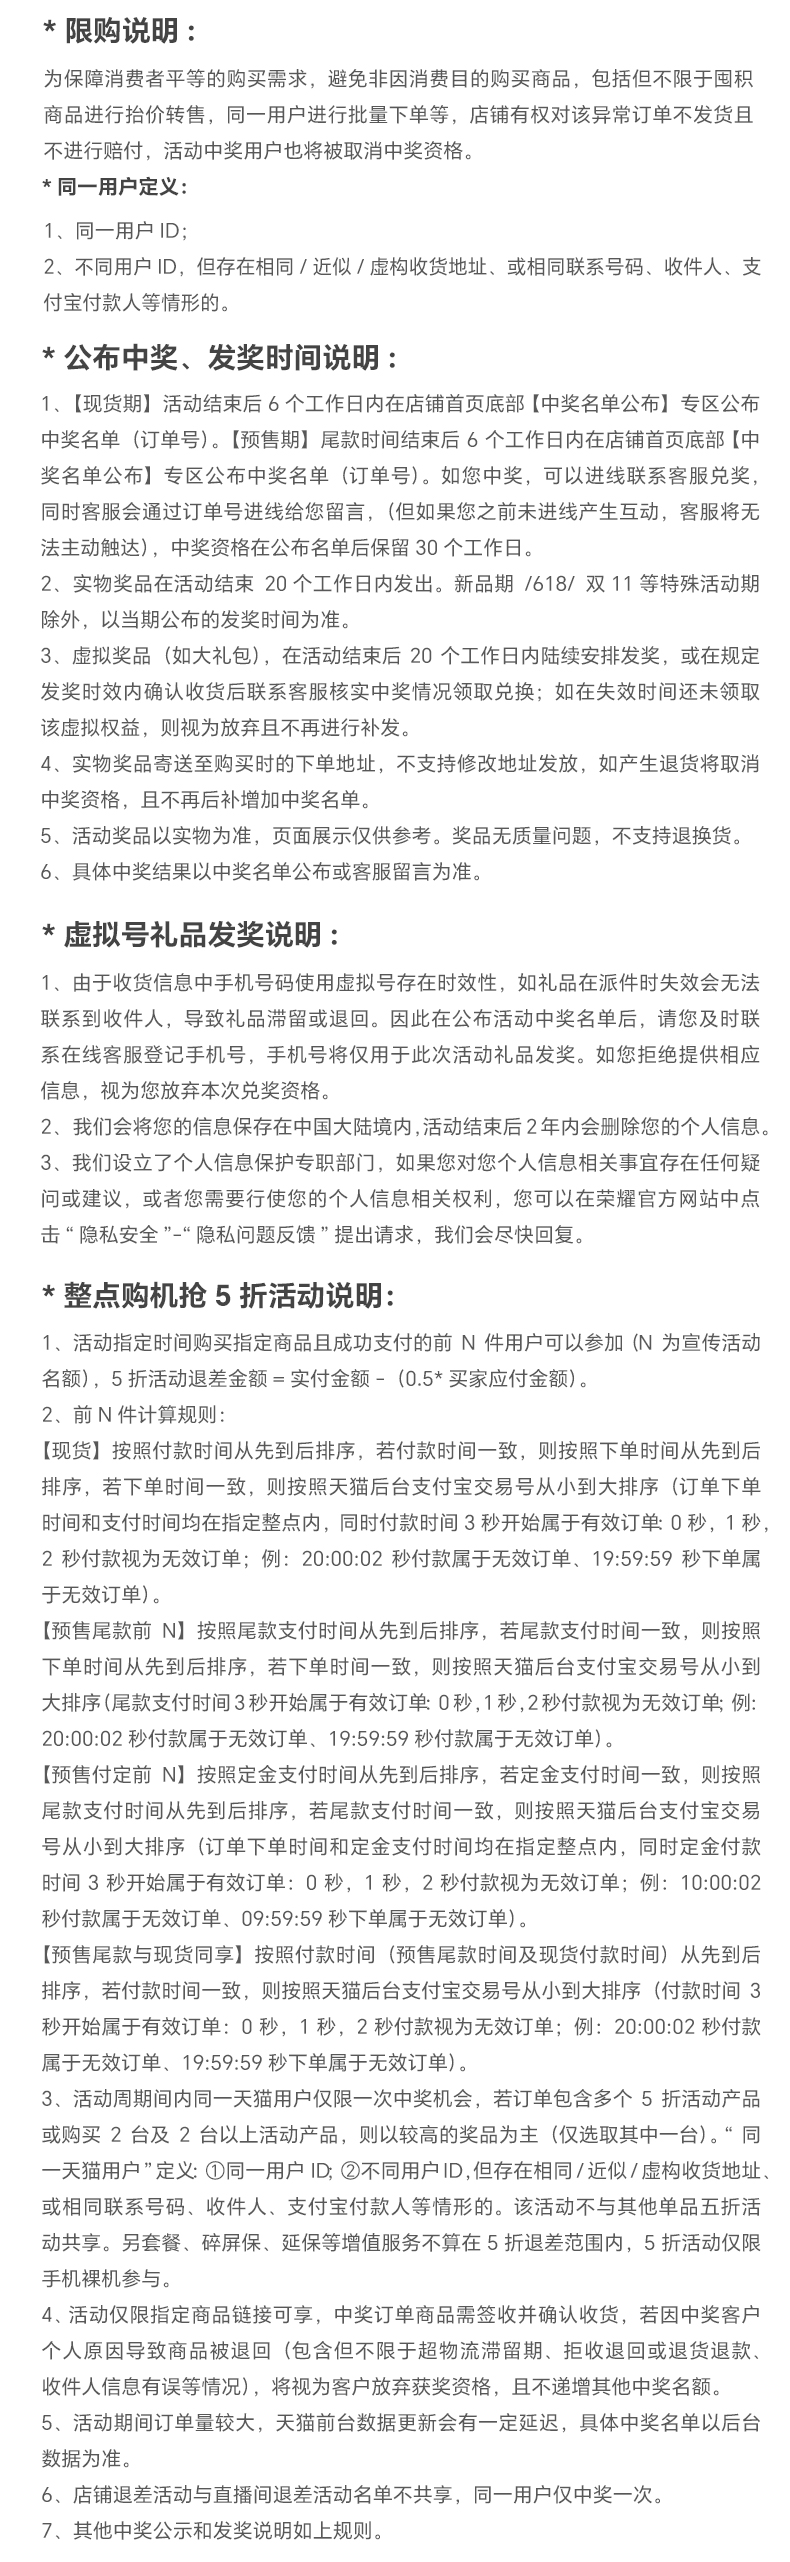 * 限购说明：
为保障消费者平等的购买需求，避免非因消费目的购买商品，包括但不限于囤积
商品进行抬价转售，同一用户进行批量下单等，店铺有权对该异常订单不发货且
不进行赔付，活动中奖用户也将被取消中奖资格。
* 同一用户定义：
1、同一用户 ID；
2、不同用户 ID，但存在相同 / 近似 / 虚构收货地址、或相同联系号码、收件人、支
付宝付款人等情形的。
* 公布中奖、发奖时间说明：
1、【现货期】活动结束后 6 个工作日内在店铺首页底部【中奖名单公布】专区公布
中奖名单（订单号）。【预售期】尾款时间结束后 6 个工作日内在店铺首页底部【中
奖名单公布】专区公布中奖名单（订单号）。如您中奖，可以进线联系客服兑奖，
同时客服会通过订单号进线给您留言，（但如果您之前未进线产生互动，客服将无
法主动触达），中奖资格在公布名单后保留 30 个工作日。
2、实物奖品在活动结束 20 个工作日内发出。新品期 /618/ 双 11 等特殊活动期
除外，以当期公布的发奖时间为准。
3、虚拟奖品（如大礼包），在活动结束后 20 个工作日内陆续安排发奖，或在规定
发奖时效内确认收货后联系客服核实中奖情况领取兑换；如在失效时间还未领取
该虚拟权益，则视为放弃且不再进行补发。
4、实物奖品寄送至购买时的下单地址，不支持修改地址发放，如产生退货将取消
中奖资格，且不再后补增加中奖名单。
5、活动奖品以实物为准，页面展示仅供参考。奖品无质量问题，不支持退换货。
6、具体中奖结果以中奖名单公布或客服留言为准。
* 虚拟号礼品发奖说明：
1、由于收货信息中手机号码使用虚拟号存在时效性，如礼品在派件时失效会无法
联系到收件人，导致礼品滞留或退回。因此在公布活动中奖名单后，请您及时联
系在线客服登记手机号，手机号将仅用于此次活动礼品发奖。如您拒绝提供相应
信息，视为您放弃本次兑奖资格。
2、我们会将您的信息保存在中国大陆境内，活动结束后 2 年内会删除您的个人信息。
3、我们设立了个人信息保护专职部门，如果您对您个人信息相关事宜存在任何疑
问或建议，或者您需要行使您的个人信息相关权利，您可以在荣耀官方网站中点
击“ 隐私安全 ”-“ 隐私问题反馈 ” 提出请求，我们会尽快回复。
* 整点购机抢 5 折活动说明：
1、活动指定时间购买指定商品且成功支付的前 N 件用户可以参加（N 为宣传活动
名额），5 折活动退差金额 = 实付金额 -（0.5* 买家应付金额）。
2、前 N 件计算规则：
【现货】按照付款时间从先到后排序，若付款时间一致，则按照下单时间从先到后
排序，若下单时间一致，则按照天猫后台支付宝交易号从小到大排序（订单下单
时间和支付时间均在指定整点内，同时付款时间 3 秒开始属于有效订单：0 秒，1 秒，
2 秒付款视为无效订单；例：20:00:02 秒付款属于无效订单、19:59:59 秒下单属
于无效订单）。
【预售尾款前 N】按照尾款支付时间从先到后排序，若尾款支付时间一致，则按照
下单时间从先到后排序，若下单时间一致，则按照天猫后台支付宝交易号从小到
大排序（尾款支付时间 3 秒开始属于有效订单：0 秒，1 秒，2 秒付款视为无效订单；例：
20:00:02 秒付款属于无效订单、19:59:59 秒付款属于无效订单）。
【预售付定前 N】按照定金支付时间从先到后排序，若定金支付时间一致，则按照
尾款支付时间从先到后排序，若尾款支付时间一致，则按照天猫后台支付宝交易
号从小到大排序（订单下单时间和定金支付时间均在指定整点内，同时定金付款
时间 3 秒开始属于有效订单：0 秒，1 秒，2 秒付款视为无效订单；例：10:00:02
秒付款属于无效订单、09:59:59 秒下单属于无效订单）。
【预售尾款与现货同享】按照付款时间（预售尾款时间及现货付款时间）从先到后
排序，若付款时间一致，则按照天猫后台支付宝交易号从小到大排序（付款时间 3
秒开始属于有效订单：0 秒，1 秒，2 秒付款视为无效订单；例：20:00:02 秒付款
属于无效订单、19:59:59 秒下单属于无效订单）。
3、活动周期间内同一天猫用户仅限一次中奖机会，若订单包含多个 5 折活动产品
或购买 2 台及 2 台以上活动产品，则以较高的奖品为主（仅选取其中一台）。“ 同
一天猫用户 ” 定义：①同一用户 ID；②不同用户 ID，但存在相同 / 近似 / 虚构收货地址、
或相同联系号码、收件人、支付宝付款人等情形的。该活动不与其他单品五折活
动共享。另套餐、碎屏保、延保等增值服务不算在 5 折退差范围内，5 折活动仅限
手机裸机参与。
4、活动仅限指定商品链接可享，中奖订单商品需签收并确认收货，若因中奖客户
个人原因导致商品被退回（包含但不限于超物流滞留期、拒收退回或退货退款、
收件人信息有误等情况），将视为客户放弃获奖资格，且不递增其他中奖名额。
5、活动期间订单量较大，天猫前台数据更新会有一定延迟，具体中奖名单以后台
数据为准。
6、店铺退差活动与直播间退差活动名单不共享，同一用户仅中奖一次。
7、其他中奖公示和发奖说明如上规则。